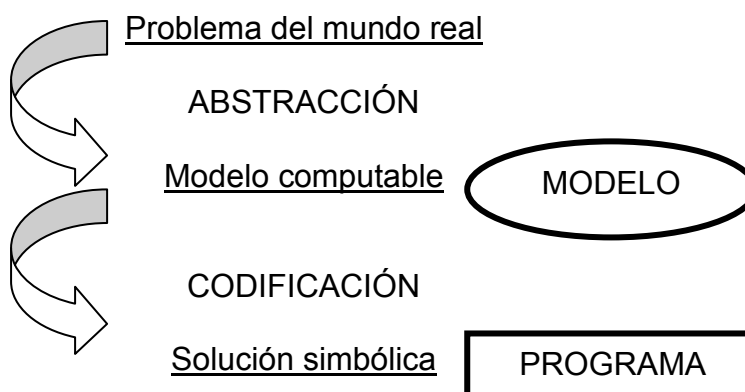 Problema del mundo real
ABSTRACCIÓN
Modelo computable MODELO
CODIFICACIÓN
Solución simbólica PROGRAMA